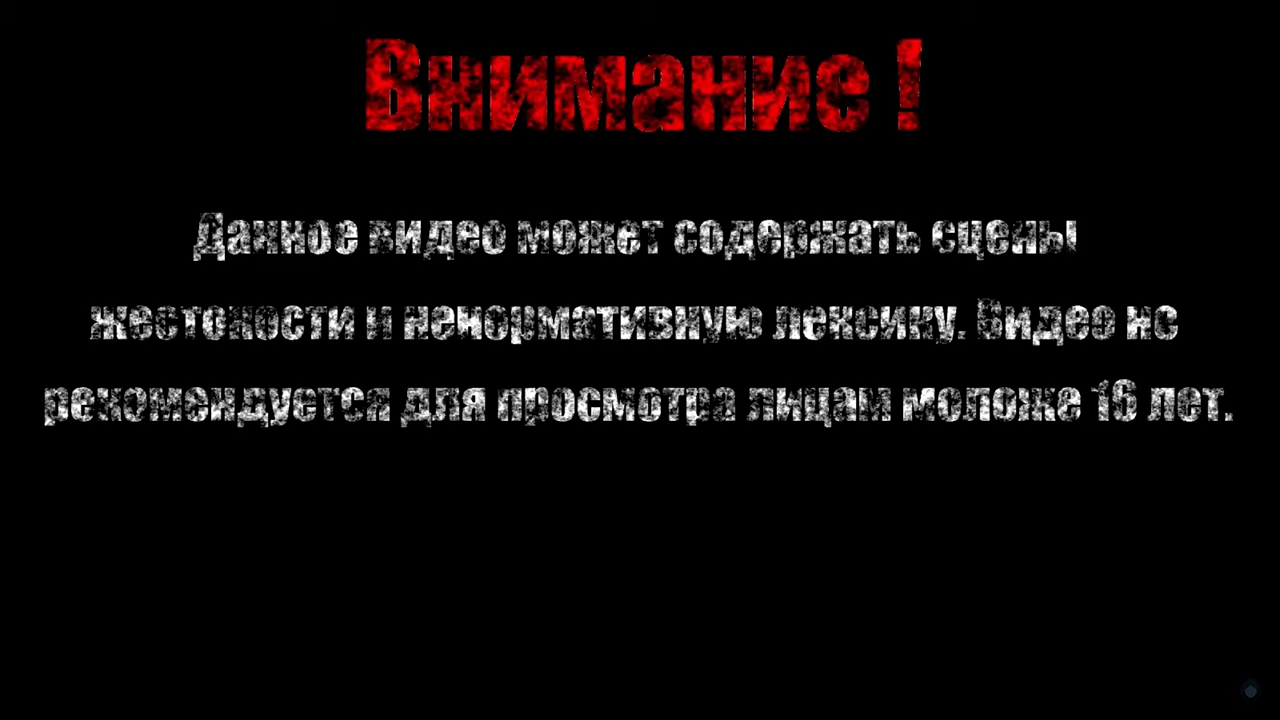 Внимание !
Данное видео может содержать сцены
жестокости и ненормативную лексику. Видео не
рекомендуется для просмотра лицам моложе 16 лет.